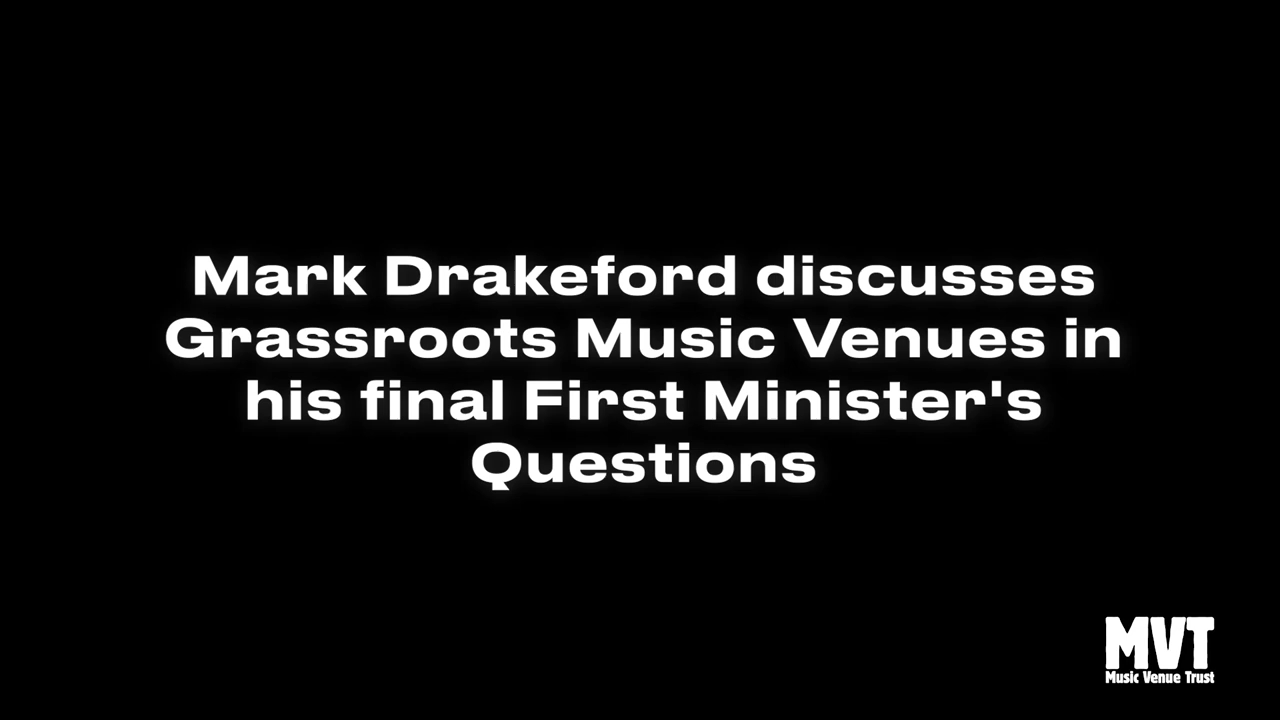 Mark Drakeford discusses
Grassroots Music Venues in
his final First Minister's
Questions
MVT
Music Venue Trust